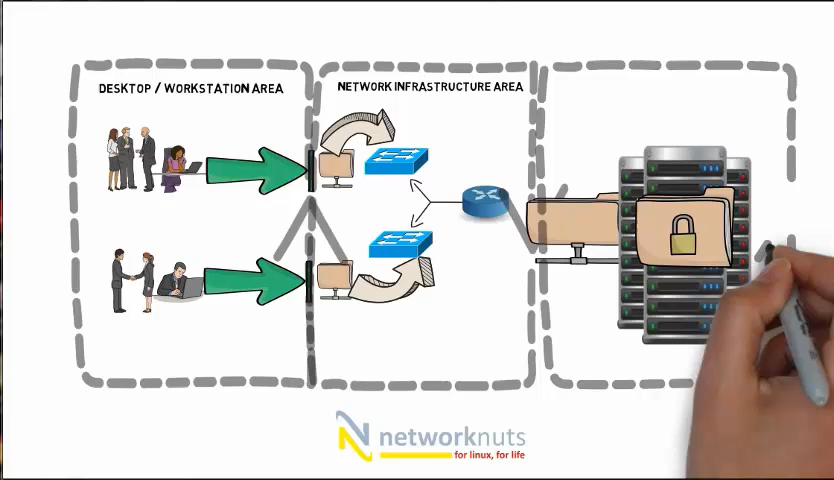 DESKTOP / WORKSTATION AREA
NETWORK INFRASTRUCTURE AREA
networknuts
for linux, for life